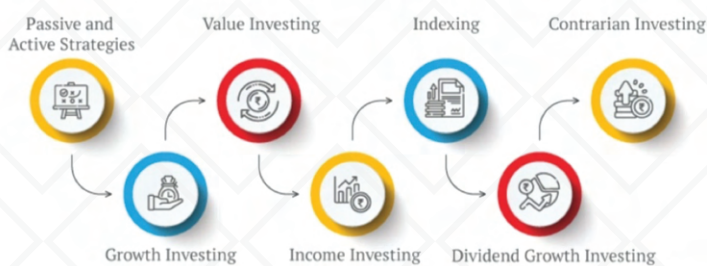 Passive and
Active Strategies
Growth Investing
Value Investing
Income Investing
Indexing
Dividend Growth Investing
Contrarian Investing